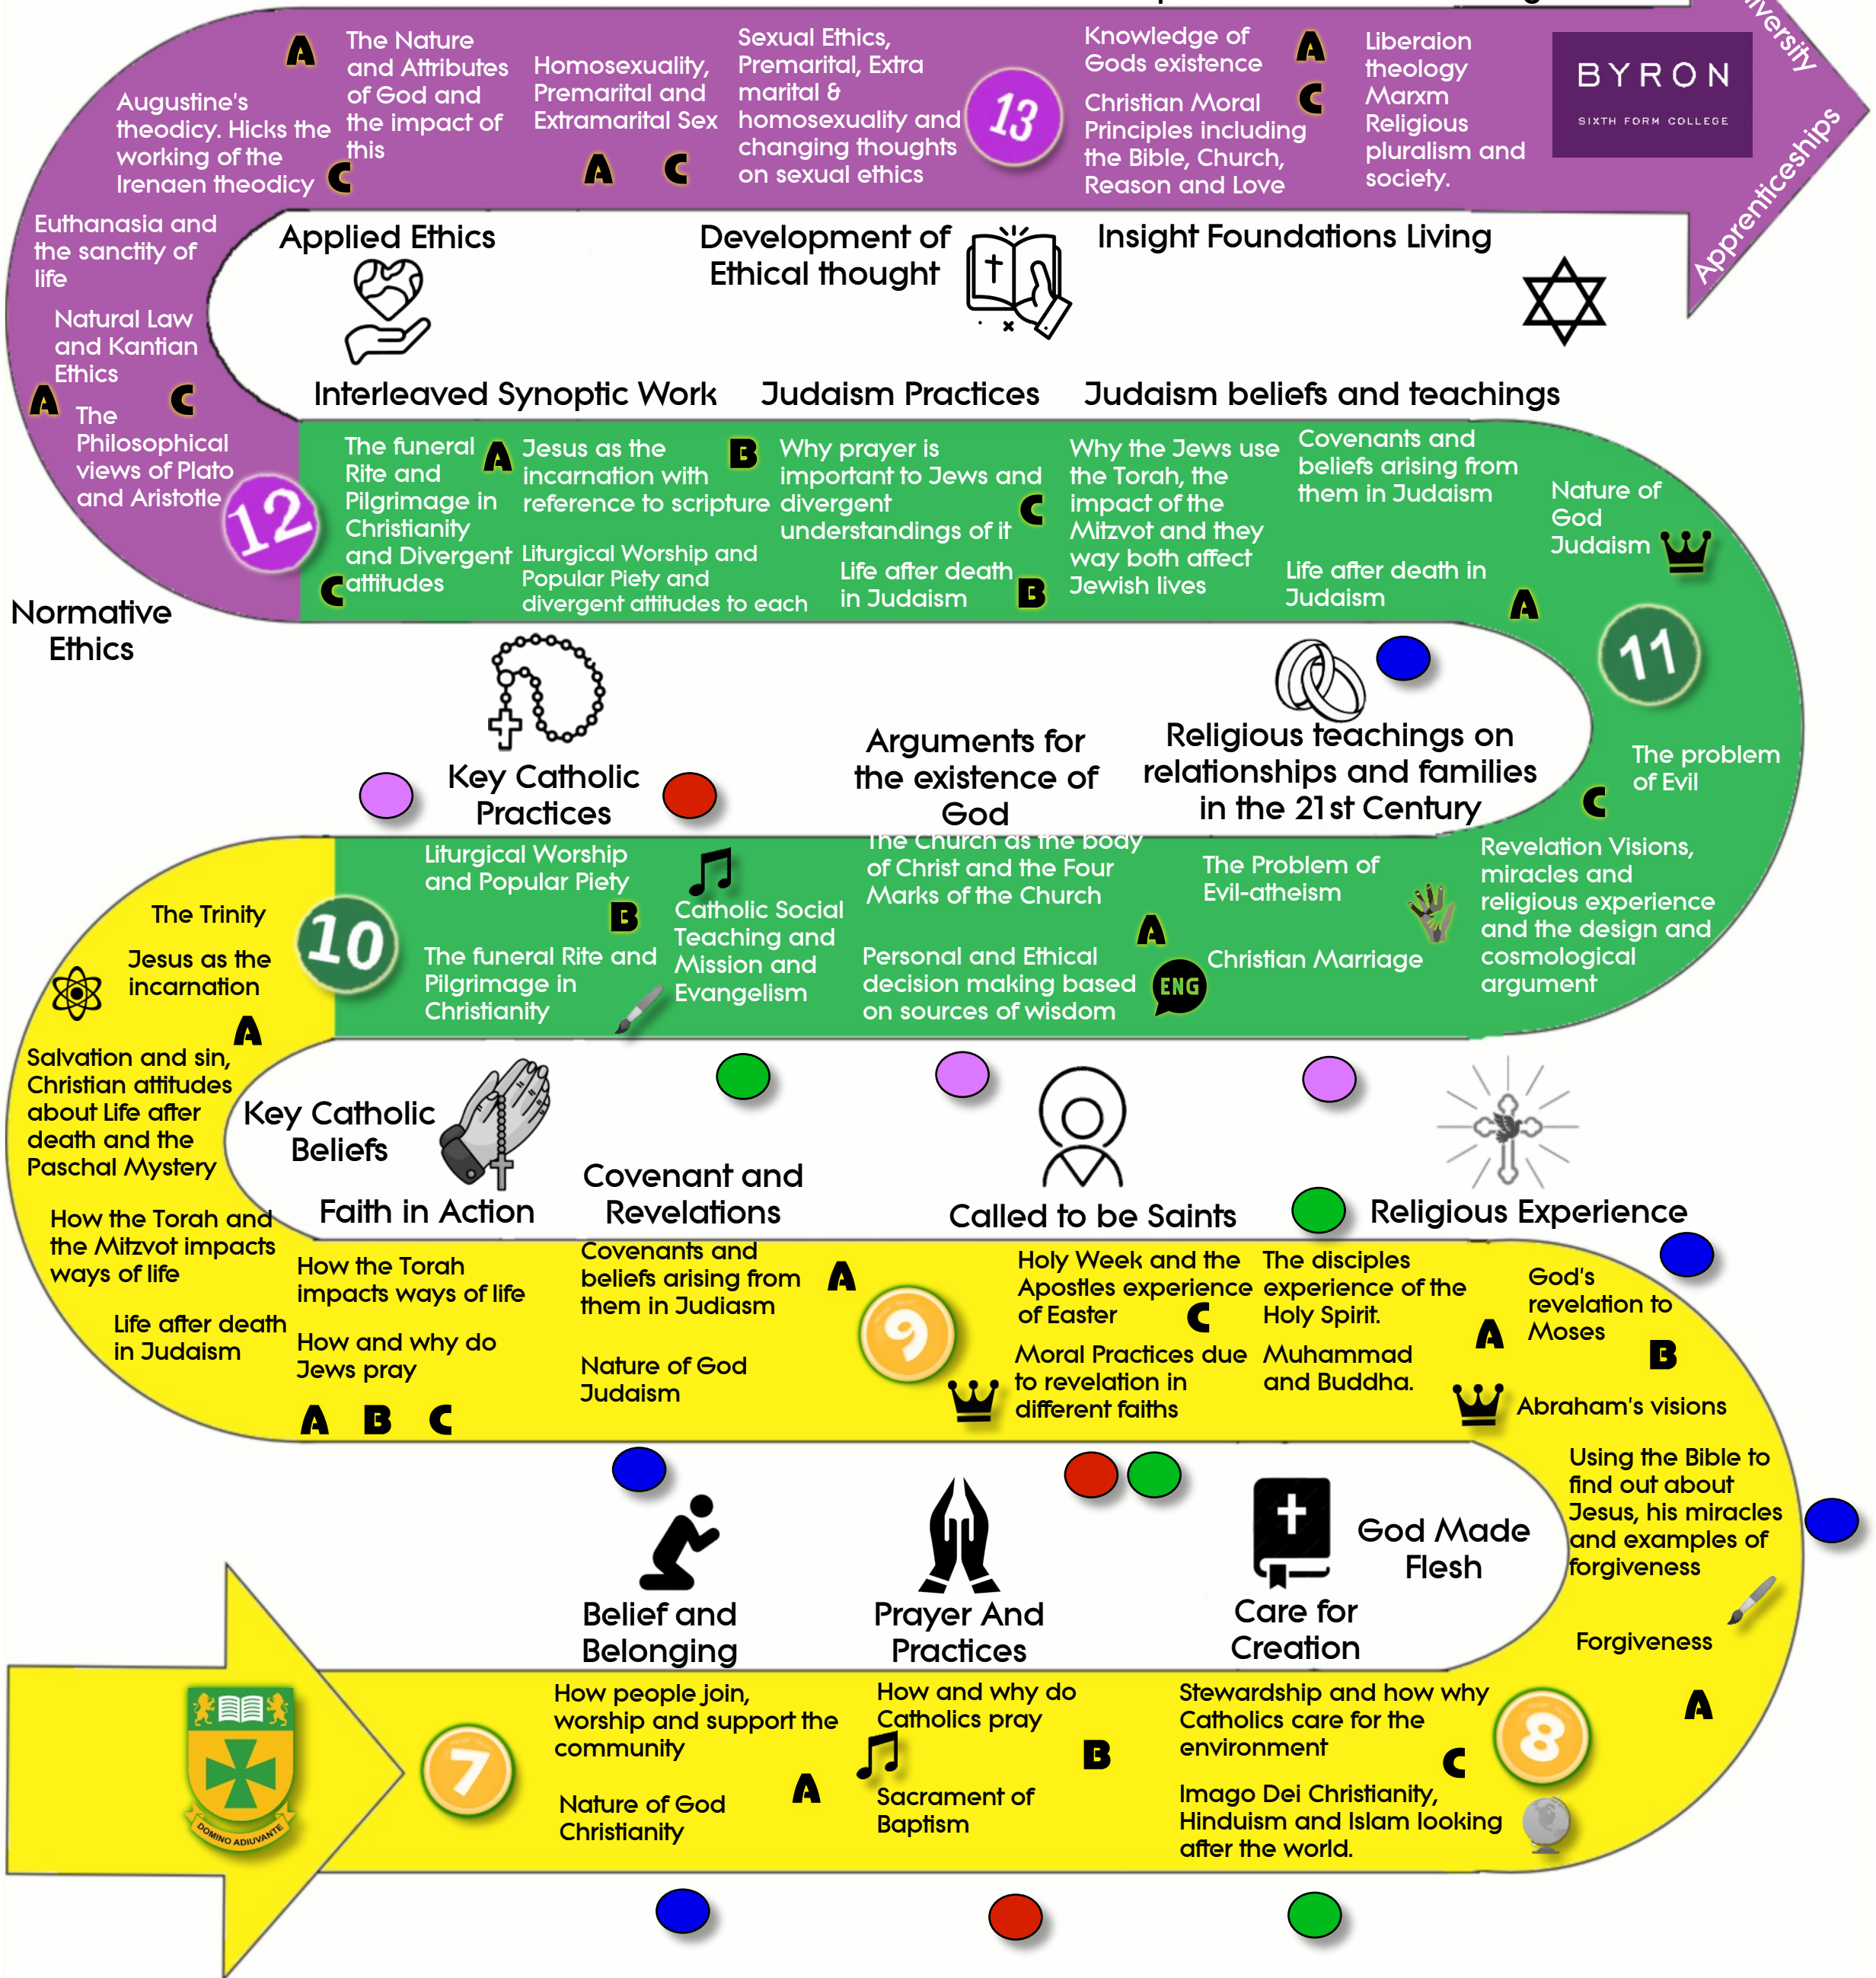 A
The Nature
and Attributes
of God and
the impact of
this
Augustine's
theodicy. Hicks the
working of the
Irenaen theodicy
C
Homosexuality,
Premarital and
Extramarital Sex
A C
Sexual Ethics,
Premarital, Extra
marital &
homosexuality and
changing thoughts
on sexual ethics
13
Knowledge of
Gods existence
A
Christian Moral
Principles including
the Bible, Church,
Reason and Love
C
Liberaion
theology
Marxm
Religious
pluralism and
society.
BYRON
SIXTH FORM COLLEGE
Apprenticeships
Euthanasia and
the sanctity of
life
Natural Law
and Kantian
Ethics
A C
The
Philosophical
views of Plato
and Aristotle
12
Normative
Ethics
Applied Ethics
Development of
Ethical thought
Insight Foundations Living
Interleaved Synoptic Work
Judaism Practices
Judaism beliefs and teachings
The funeral
Rite and
Pilgrimage in
Christianity
and Divergent
attitudes
A
C
Jesus as the
incarnation with
reference to scripture
B
Liturgical Worship and
Popular Piety and
divergent attitudes to each
Why prayer is
important to Jews and
divergent
understandings of it
C
Life after death
in Judaism
B
Why the Jews use
the Torah, the
impact of the
Mitzvot and they
way both affect
Jewish lives
Covenants and
beliefs arising from
them in Judaism
Life after death in
Judaism
A
Nature of
God
Judaism
11
The problem
of Evil
C
Key Catholic
Practices
Arguments for
the existence of
God
Religious teachings on
relationships and families
in the 21st Century
Liturgical Worship
and Popular Piety
B
The funeral Rite and
Pilgrimage in
Christianity
Catholic Social
Teaching and
Mission and
Evangelism
The Church as the body
of Christ and the Four
Marks of the Church
A
Personal and Ethical
decision making based
on sources of wisdom
ENG
The Problem of
Evil-atheism
Christian Marriage
Revelation Visions,
miracles and
religious experience
and the design and
cosmological
argument
10
The Trinity
Jesus as the
incarnation
A
Salvation and sin,
Christian attitudes
about Life after
death and the
Paschal Mystery
How the Torah and
the Mitzvot impacts
ways of life
Life after death
in Judaism
Key Catholic
Beliefs
Faith in Action
Covenant and
Revelations
Called to be Saints
Religious Experience
How the Torah
impacts ways of life
How and why do
Jews pray
A B C
Covenants and
beliefs arising from
them in Judiasm
A
Nature of God
Judaism
9
Holy Week and the
Apostles experience
of Easter
C
Moral Practices due
to revelation in
different faiths
The disciples
experience of the
Holy Spirit.
Muhammad
and Buddha.
A
God's
revelation to
Moses
B
Abraham's visions
Using the Bible to
find out about
Jesus, his miracles
and examples of
forgiveness
Forgiveness
A
Belief and
Belonging
Prayer And
Practices
Care for
Creation
God Made
Flesh
DOMINO ADIUVANTE
7
How people join,
worship and support the
community
Nature of God
Christianity
A
How and why do
Catholics pray
B
Sacrament of
Baptism
Stewardship and how why
Catholics care for the
environment
C
Imago Dei Christianity,
Hinduism and Islam looking
after the world.
8